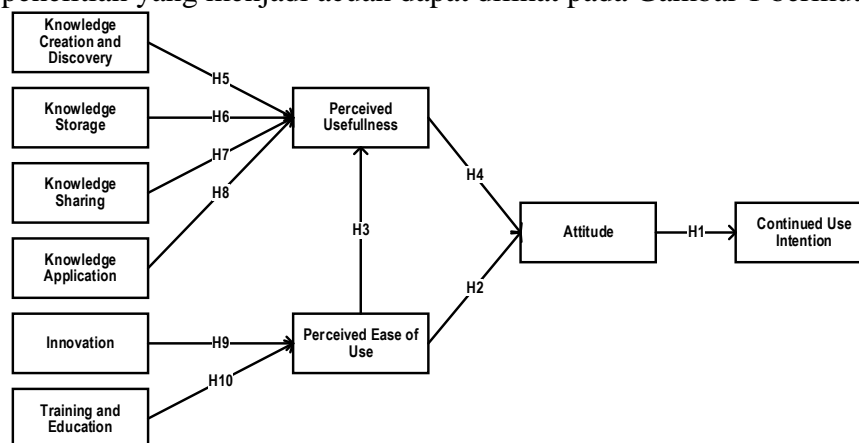 penelitian yang menjadi acuan dapat dilihat pada Gambar 1 berikut
Knowledge
Creation and
Discovery
H5
Knowledge
Storage
H6
Perceived
Usefullness
H7
Knowledge
Sharing
H8
H4
H3
Attitude
H1
Continued Use
Intention
Knowledge
Application
H2
Innovation
H9
Perceived Ease of
Use
H10
Training and
Education